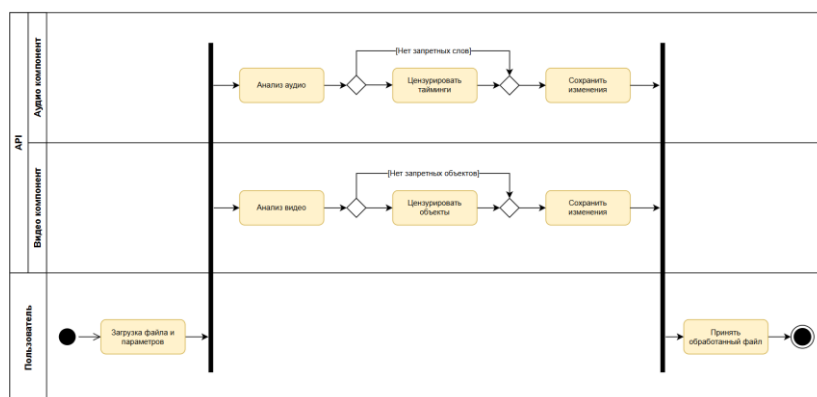 API
Аудио компонент
[Нет запретных слов]
Анализ аудио
Цензурировать
тайминги
Сохранить
изменения
Видео компонент
[Нет запретных объектов]
Анализ видео
Цензурировать
объекты
Сохранить
изменения
Пользователь
Загрузка файла и
параметров
Принять
обработанный файл